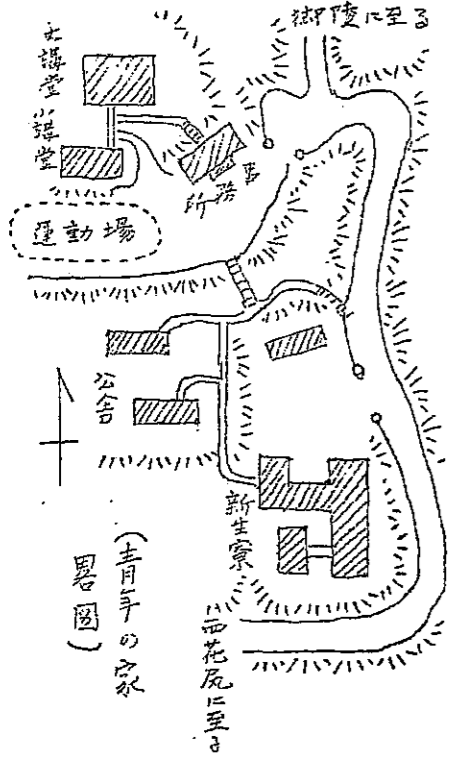 御陵に至る
大講堂
小講堂
事務所
運動場
公舎
新生寮
西花尻に至る
(青年の家
畧図)